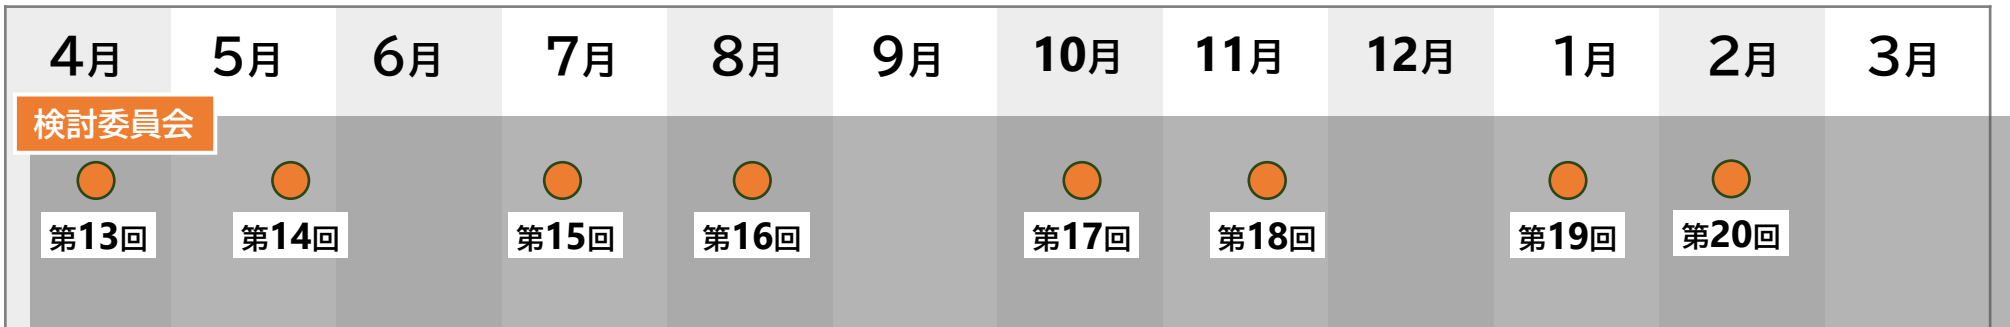 4月 5月 6月 7月 8月 9月 10月 11月 12月 1月 2月 3月
検討委員会
第13回 第14回 第15回 第16回 第17回 第18回 第19回 第20回